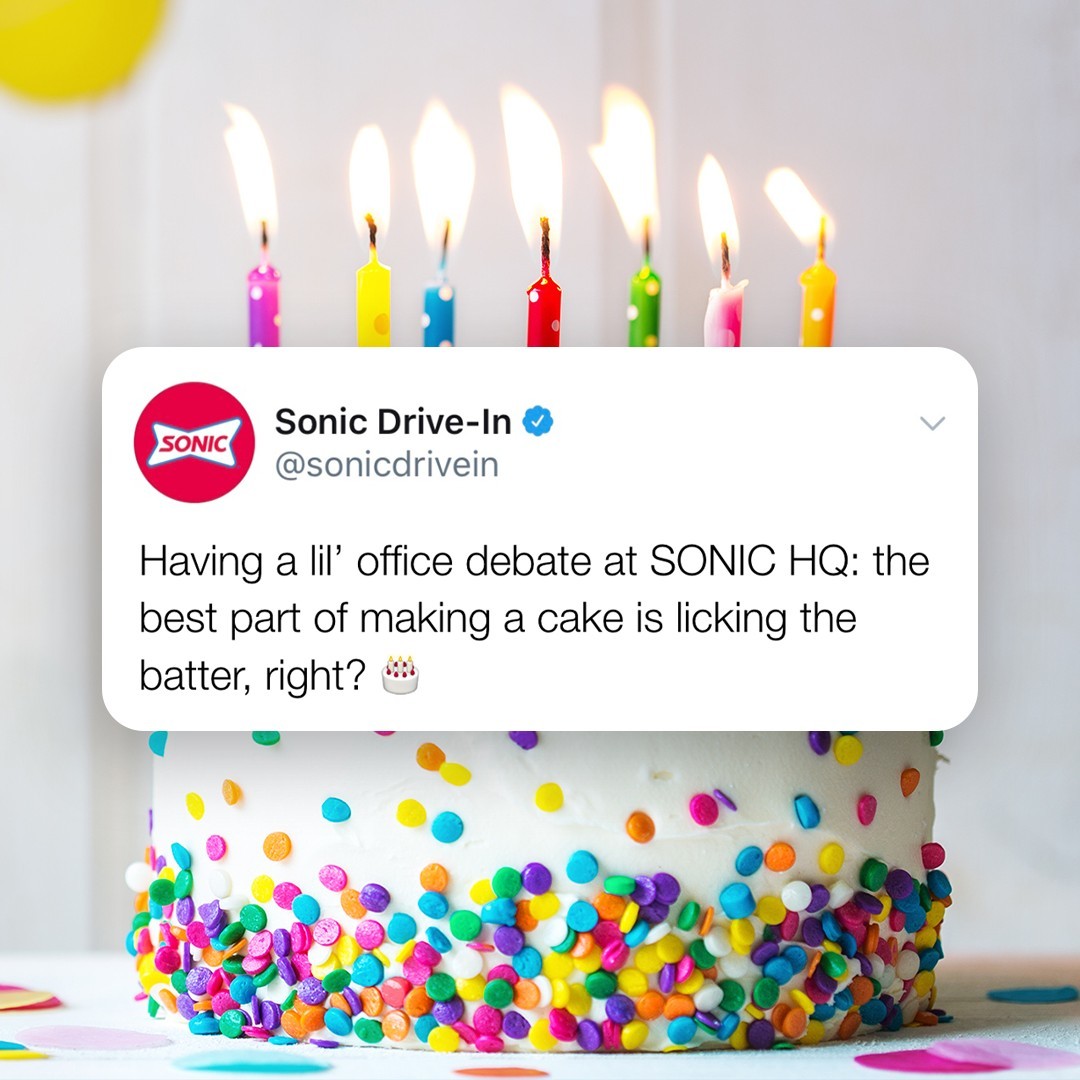 SONIC
Sonic Drive-In
@sonicdrivein
Having a lil’ office debate at SONIC HQ: the
best part of making a cake is licking the
batter, right? 🎂